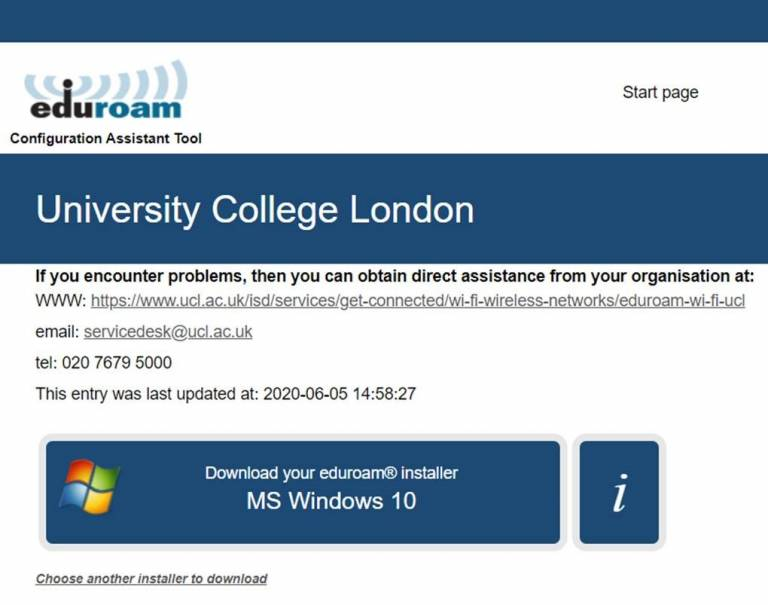 eduroam
Start page
Configuration Assistant Tool
University College London
If you encounter problems, then you can obtain direct assistance from your organisation at:
WWW: https://www.ucl.ac.uk/isd/services/get-connected/wi-fi-wireless-networks/eduroam-wi-fi-ucl
email: servicedesk@ucl.ac.uk
tel: 020 7679 5000
This entry was last updated at: 2020-06-05 14:58:27
Download your eduroam® installer
MS Windows 10
i
Choose another installer to download